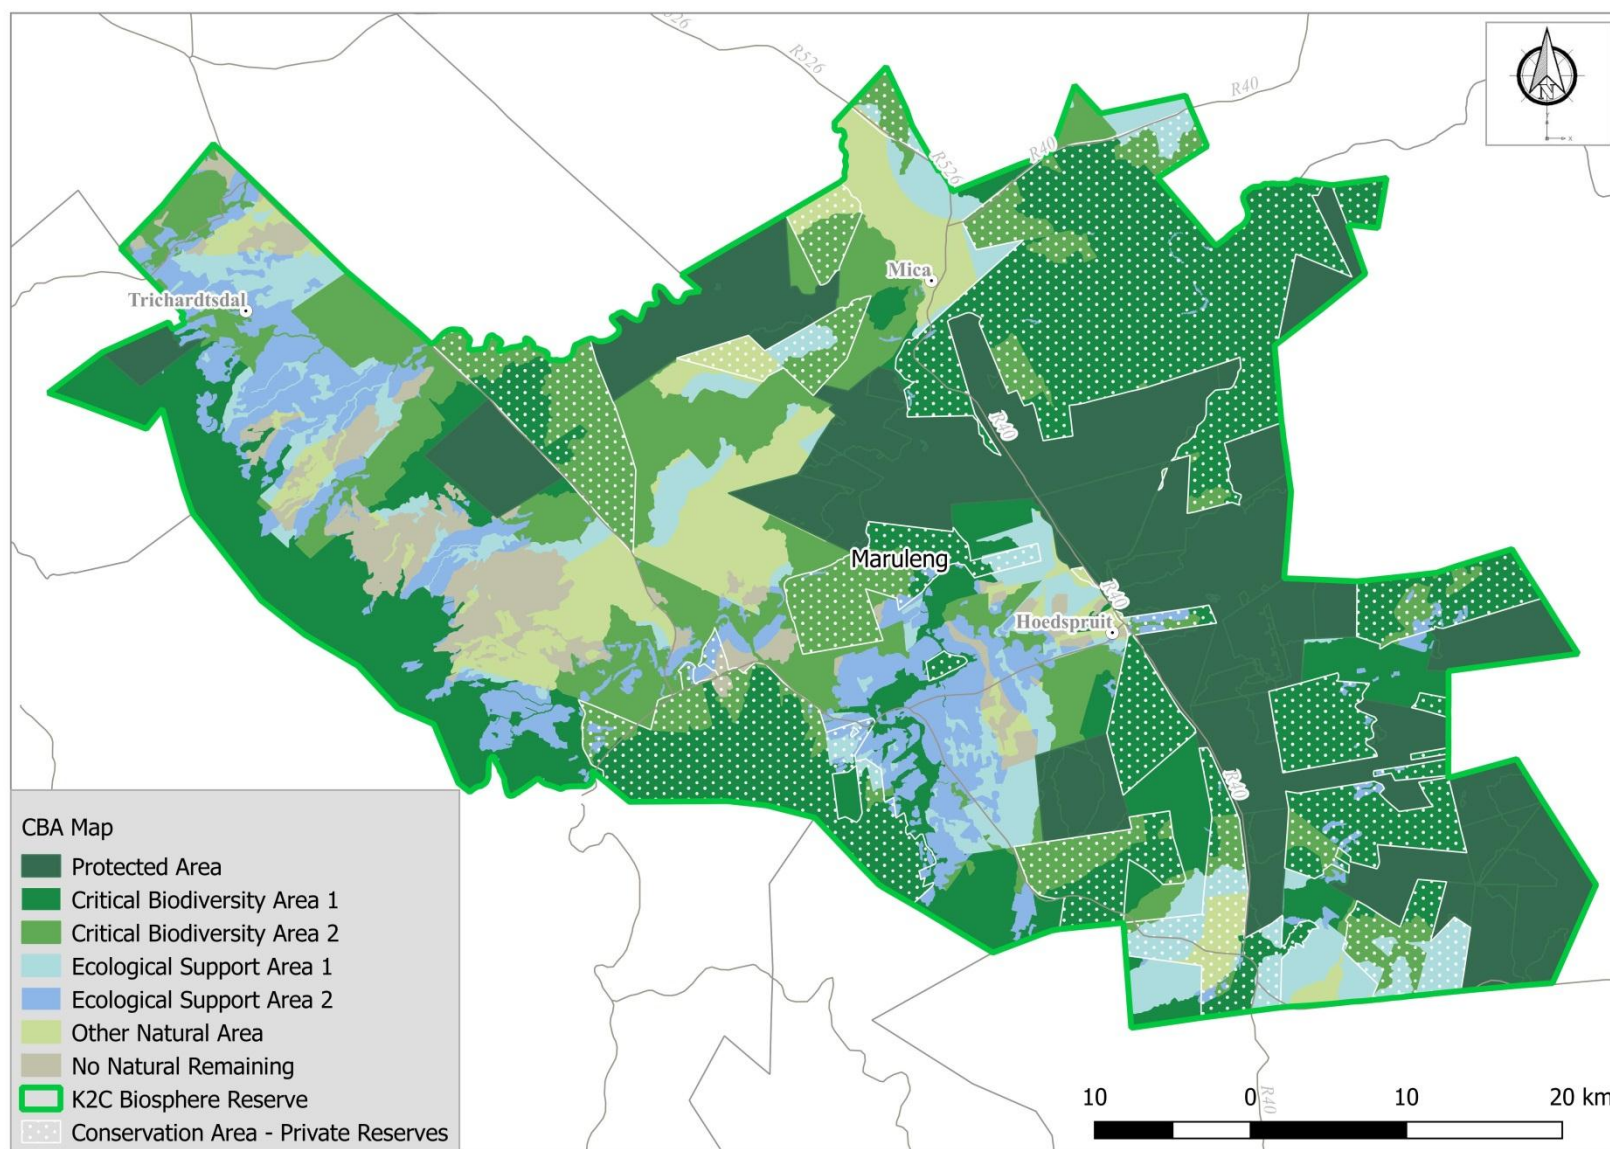 R526
R526
R40
R526
R40
Mica
Trichardtsdal
R40
Maruleng
R40
Hoedspruit
R40
R40
N
Y
x
CBA Map
Protected Area
Critical Biodiversity Area 1
Critical Biodiversity Area 2
Ecological Support Area 1
Ecological Support Area 2
Other Natural Area
No Natural Remaining
K2C Biosphere Reserve
Conservation Area - Private Reserves
10 0 10 20 km